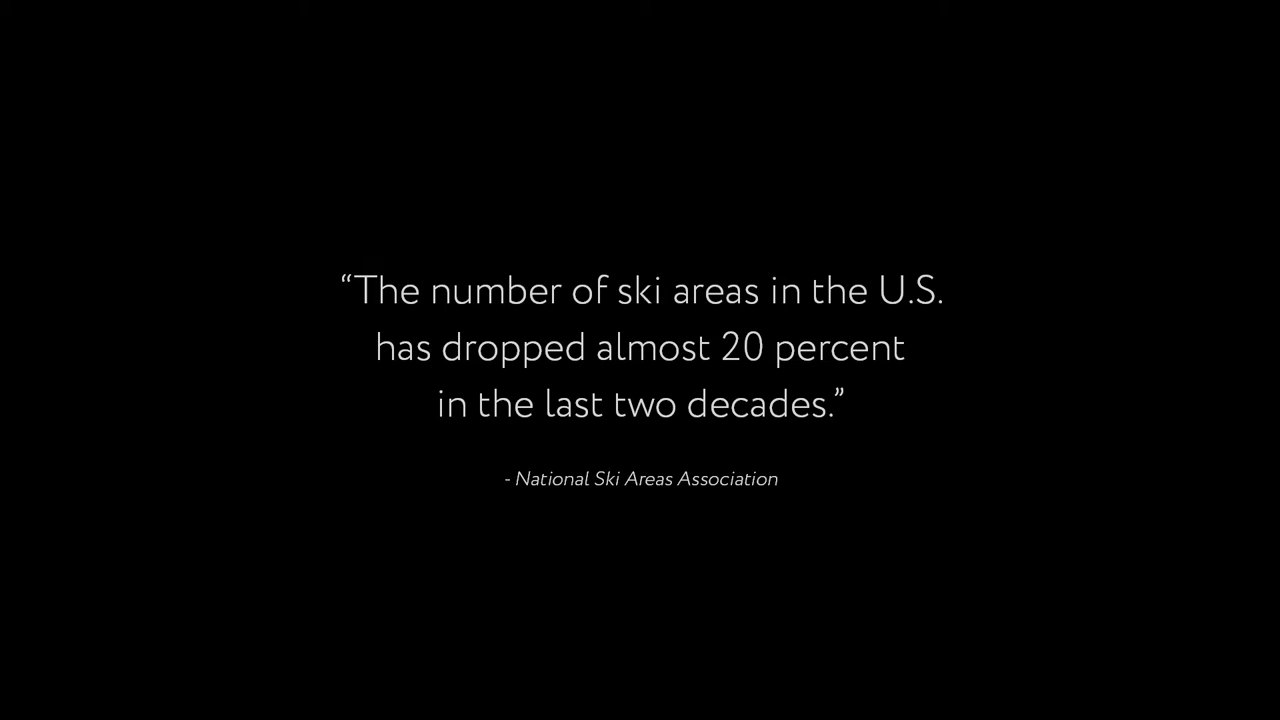 “The number of ski areas in the U.S.
has dropped almost 20 percent
in the last two decades.”
- National Ski Areas Association